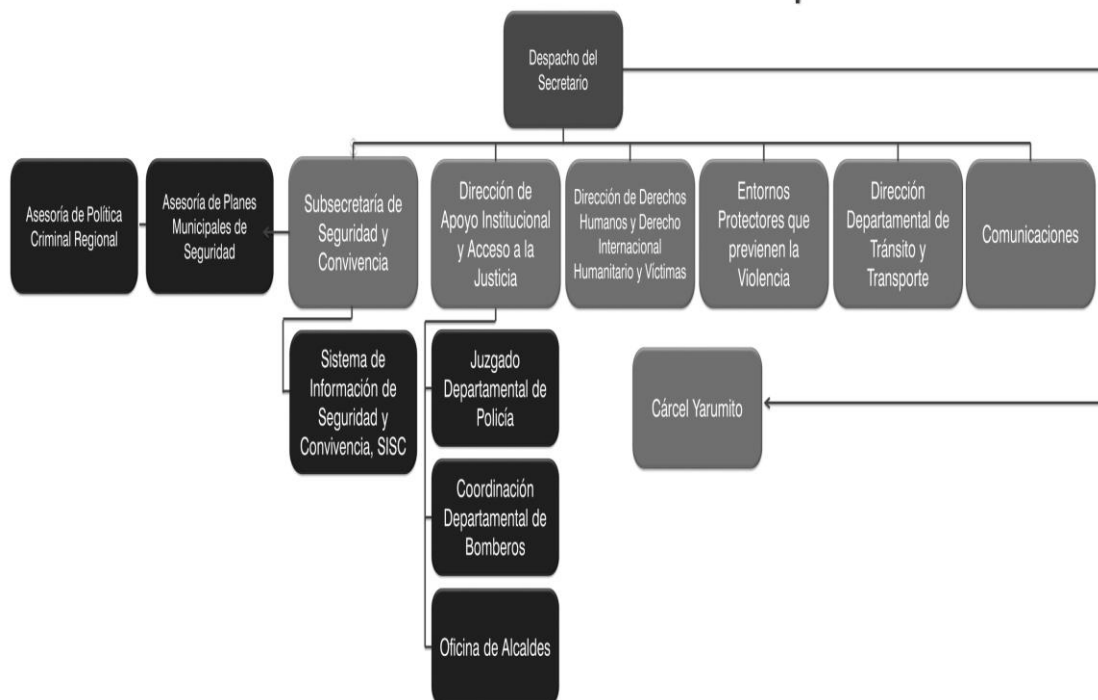 Despacho del
Secretario
Asesoría de Política
Criminal Regional
Asesoría de Planes
Municipales de
Seguridad
Subsecretaría de
Seguridad y
Convivencia
Dirección de
Apoyo Institucional
y Acceso a la
Justicia
Dirección de Derechos
Humanos y Derecho
Internacional
Humanitario y Víctimas
Entornos
Protectores que
previenen la
Violencia
Dirección
Departamental de
Tránsito y
Transporte
Comunicaciones
Sistema de
Información de
Seguridad y
Convivencia, SISC
Juzgado
Departamental de
Policía
Cárcel Yarumito
Coordinación
Departamental de
Bomberos
Oficina de Alcaldes